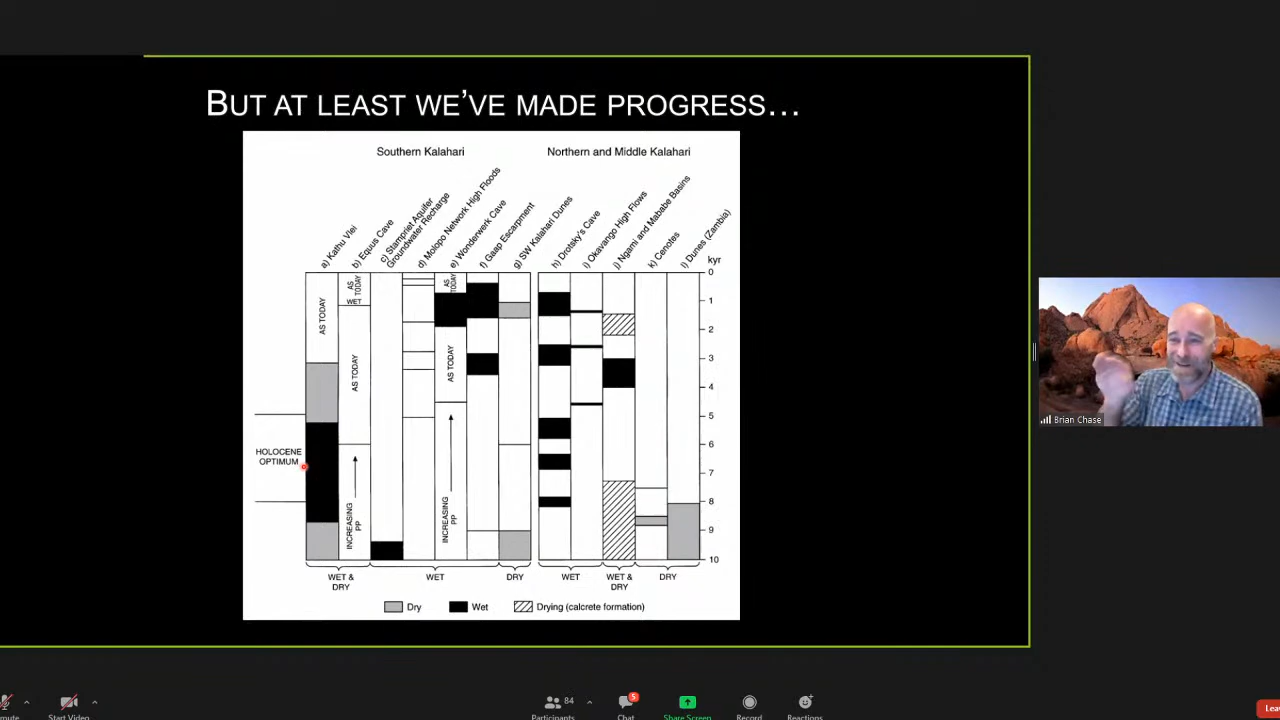 BUT AT LEAST WE'VE MADE PROGRESS...
Southern Kalahari
Northern and Middle Kalahari
a) Kathu Vlei
b) Equus Cave
c) Stampriet Aquifer
Groundwater Recharge
d) Molopo Network High Floods
e) Wonderwerk Cave
f) Gaap Escarpment
g) SW Kalahari Dunes
h) Drotsky's Cave
i) Okavango High Flows
j) Ngami and Mababe Basins
k) Cenotes
l) Dunes (Zambia)
kyr
0
1
2
3
4
5
6
7
8
9
10
AS TODAY
AS
TODAY
WET
AS TODAY
INCREASING
PP
AS
TODAY
AS TODAY
INCREASING
PP
HOLOCENE
OPTIMUM
WET &
DRY
WET
DRY
WET
WET &
DRY
DRY
Dry
Wet
Drying (calcrete formation)
Brian Chase
Start Video
84
Participants
5
Chat
Share Screen
Record
Reactions